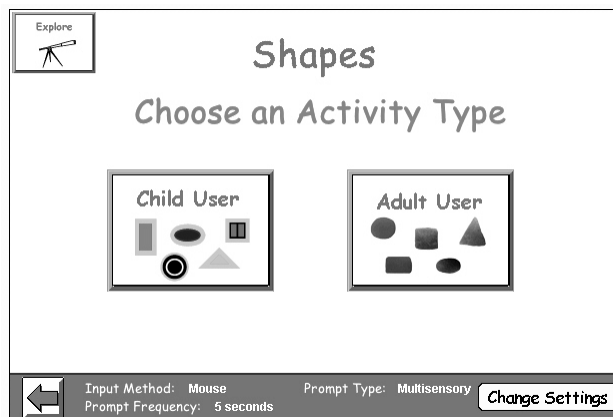 Explore
Shapes
Choose an Activity Type
Child User
Adult User
Input Method: Mouse
Prompt Type: Multisensory
Prompt Frequency: 5 seconds
Change Settings